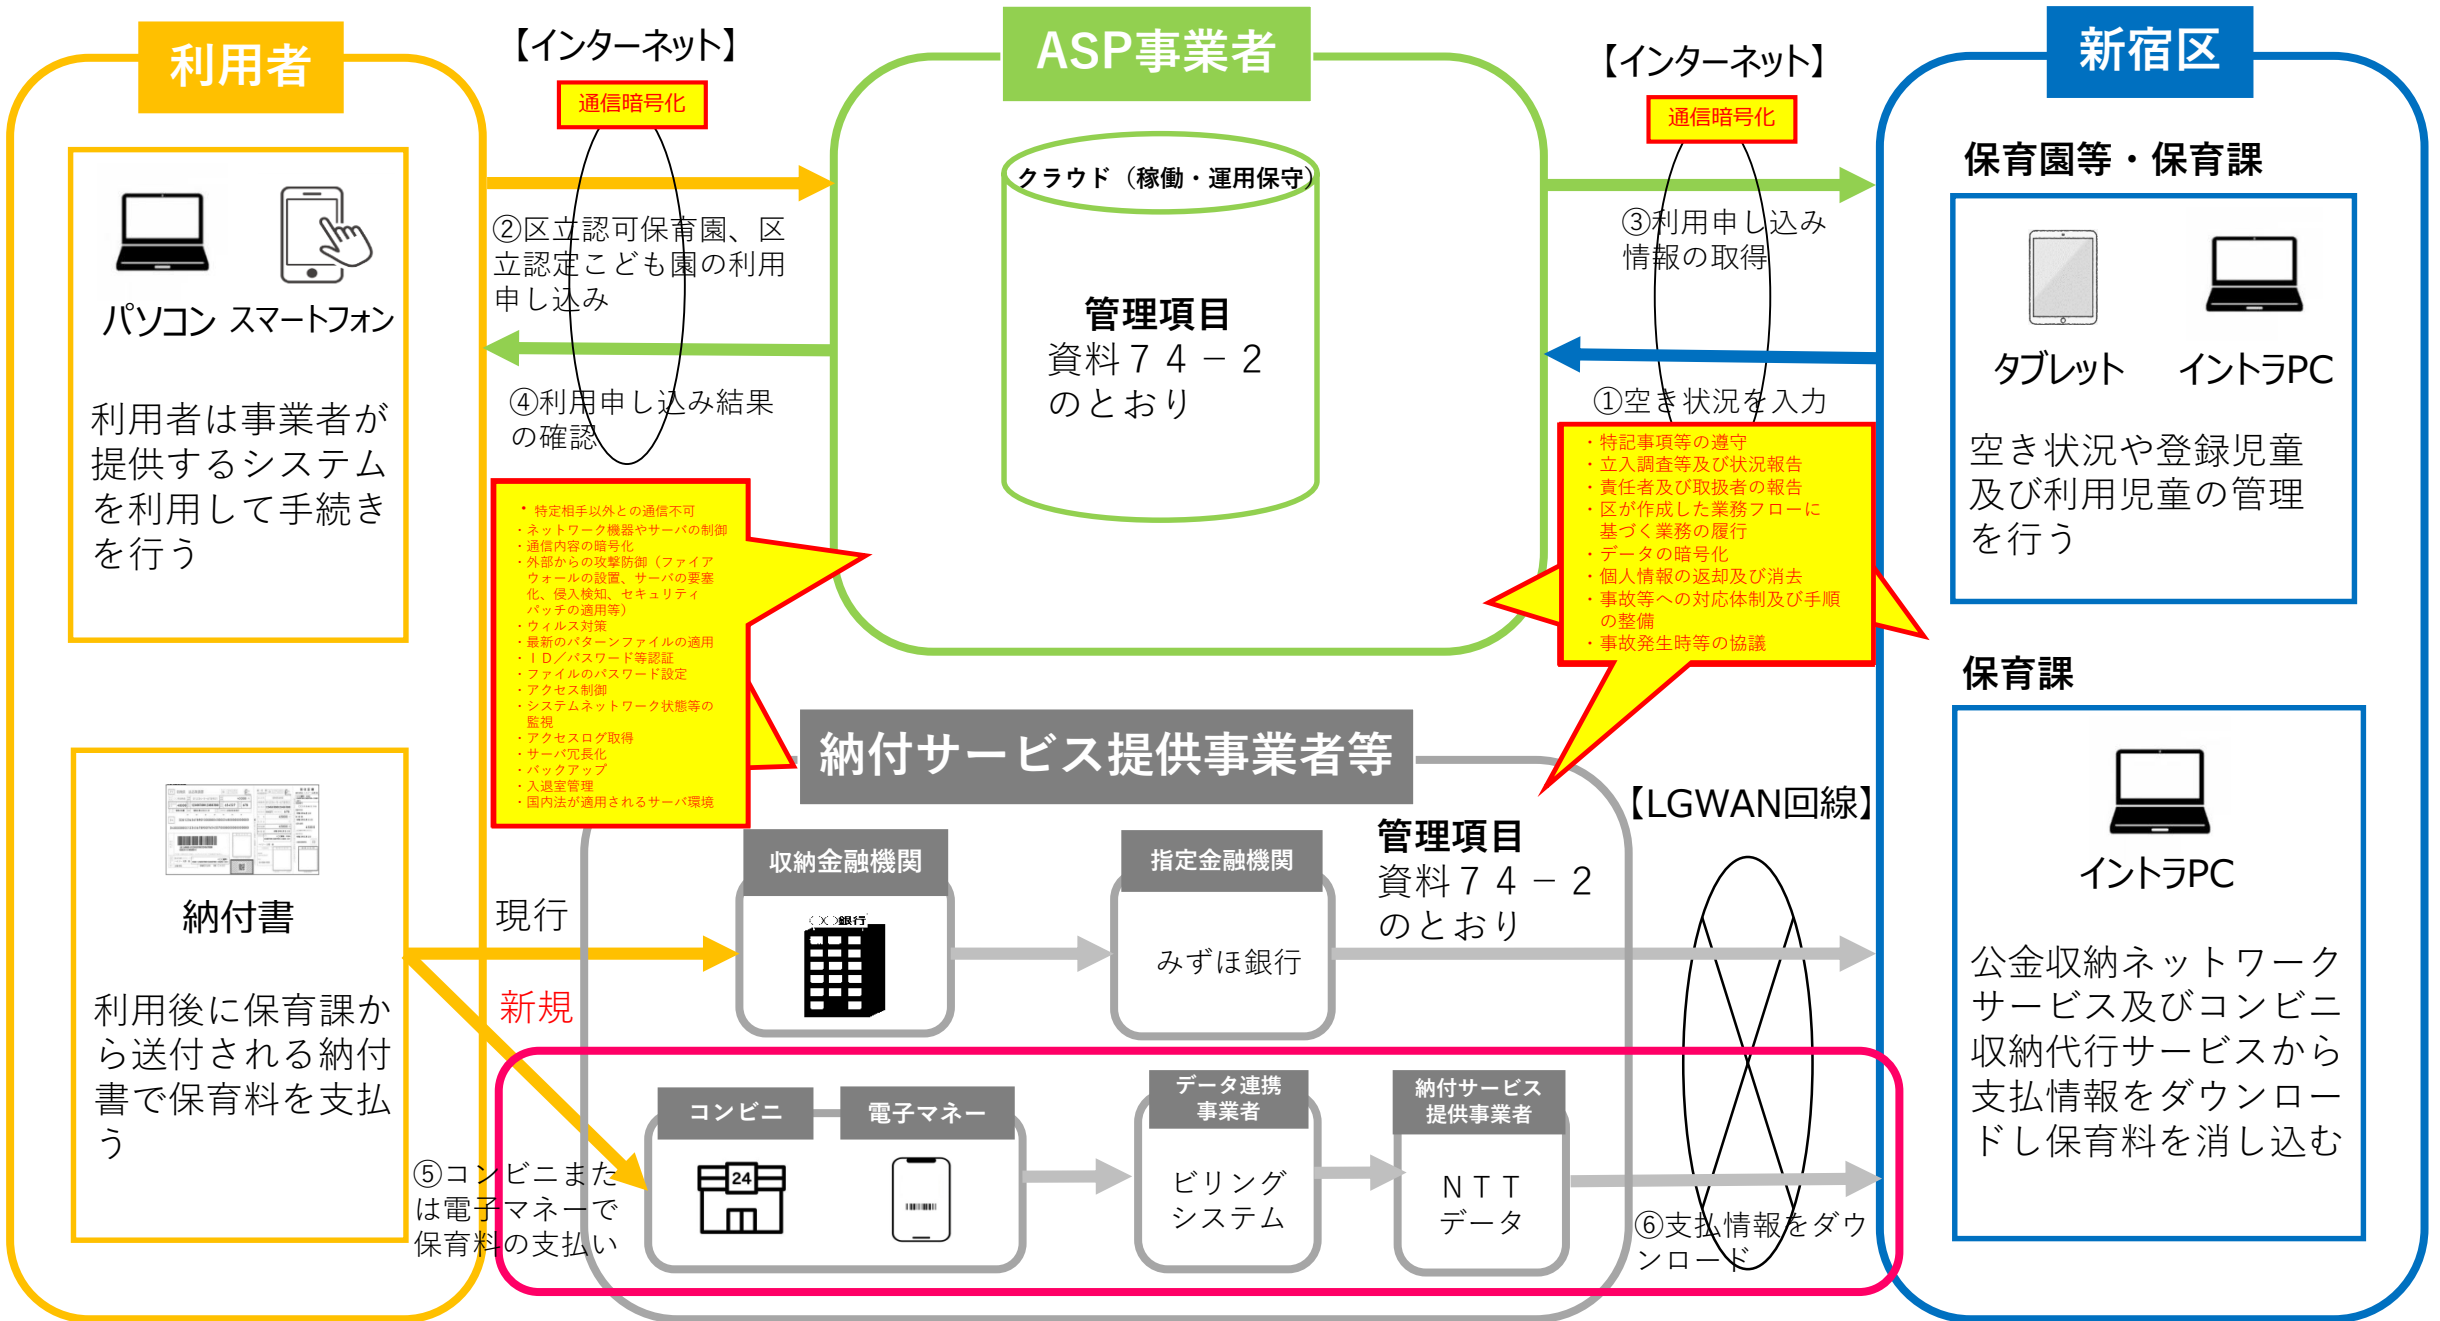 利用者
パソコン スマートフォン
利用者は事業者が
提供するシステム
を利用して手続き
を行う
納付書
利用後に保育課か
ら送付される納付
書で保育料を支払
う
【インターネット】
通信暗号化
②区立認可保育園、区
立認定こども園の利用
申し込み
④利用申し込み結果
の確認
・特定相手以外との通信不可
・ネットワーク機器やサーバの制御
・通信内容の暗号化
・外部からの攻撃防御（ファイア
ウォールの設置、サーバの要塞
化、侵入検知、セキュリティ
パッチの適用等）
・ウィルス対策
・最新のパターンファイルの適用
・ＩＤ／パスワード等認証
・ファイルのパスワード設定
・アクセス制御
・システムネットワーク状態等の
監視
・アクセスログ取得
・サーバ冗長化
・バックアップ
・入退室管理
・国内法が適用されるサーバ環境
ASP事業者
クラウド（稼働・運用保守）
管理項目
資料７４－２
のとおり
【インターネット】
通信暗号化
③利用申し込み
情報の取得
①空き状況を入力
・特記事項等の遵守
・立入調査等及び状況報告
・責任者及び取扱者の報告
・区が作成した業務フローに
基づく業務の履行
・データの暗号化
・個人情報の返却及び消去
・事故等への対応体制及び手順
の整備
・事故発生時等の協議
新宿区
保育園等・保育課
タブレット イントラPC
空き状況や登録児童
及び利用児童の管理
を行う
保育課
イントラPC
公金収納ネットワーク
サービス及びコンビニ
収納代行サービスから
支払情報をダウンロー
ドし保育料を消し込む
納付サービス提供事業者等
現行
新規
収納金融機関
銀行
指定金融機関
みずほ銀行
管理項目
資料７４－２
のとおり
【LGWAN回線】
⑤コンビニまた
は電子マネーで
保育料の支払い
コンビニ
24
電子マネー
データ連携
事業者
ビリング
システム
納付サービス
提供事業者
ＮＴＴ
データ
⑥支払情報をダウ
ンロード